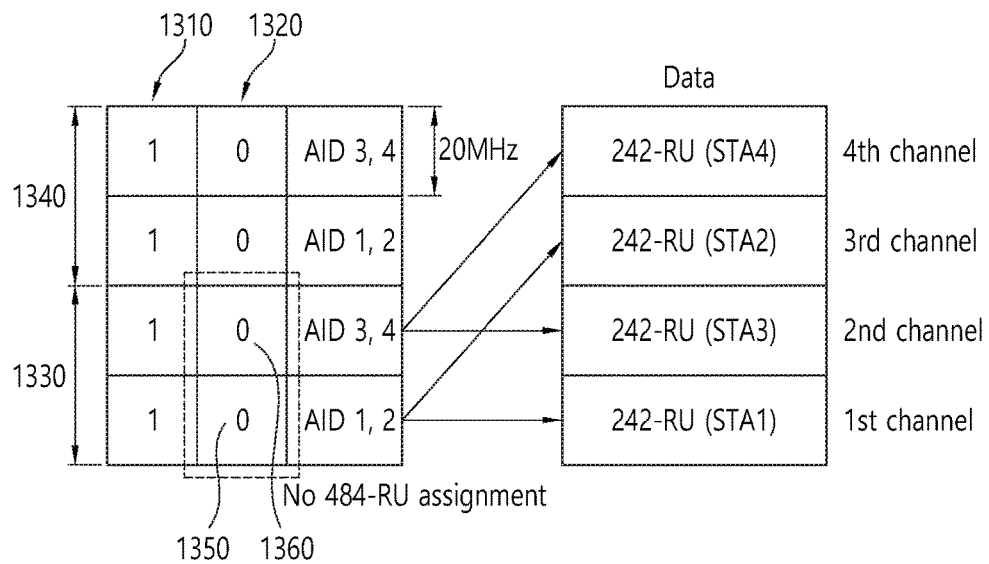 1310 1320
Data
1 0 AID 3, 4 20MHz 242-RU (STA4) 4th channel
1340
1 0 AID 1, 2 242-RU (STA2) 3rd channel
1 0 AID 3, 4 242-RU (STA3) 2nd channel
1330
1 0 AID 1, 2 242-RU (STA1) 1st channel
No 484-RU assignment
1350 1360